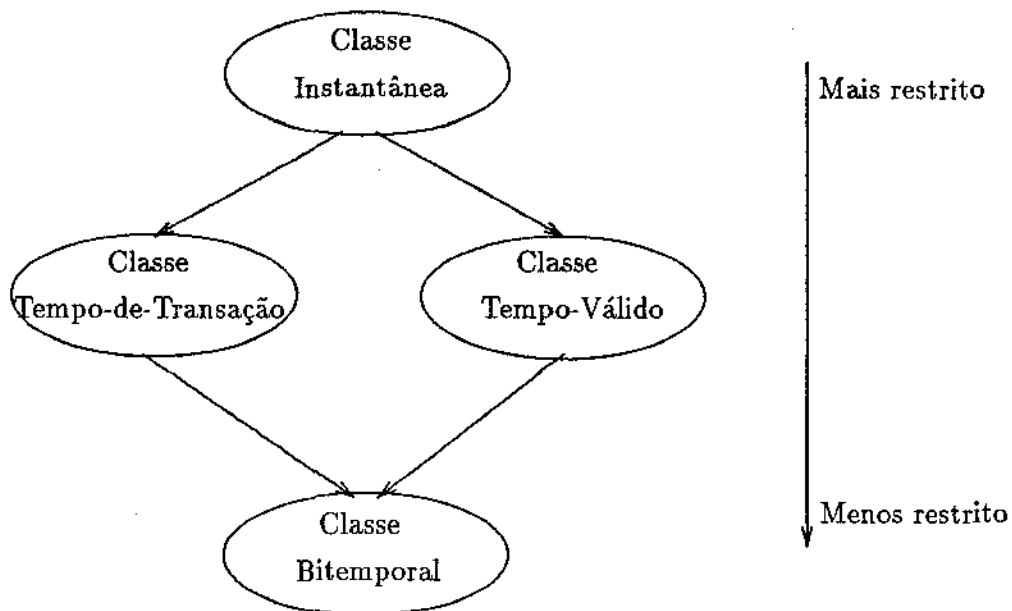 Classe
Instantânea
Mais restrito
Classe
Tempo-de-Transação
Classe
Tempo-Válido
Classe
Bitemporal
Menos restrito